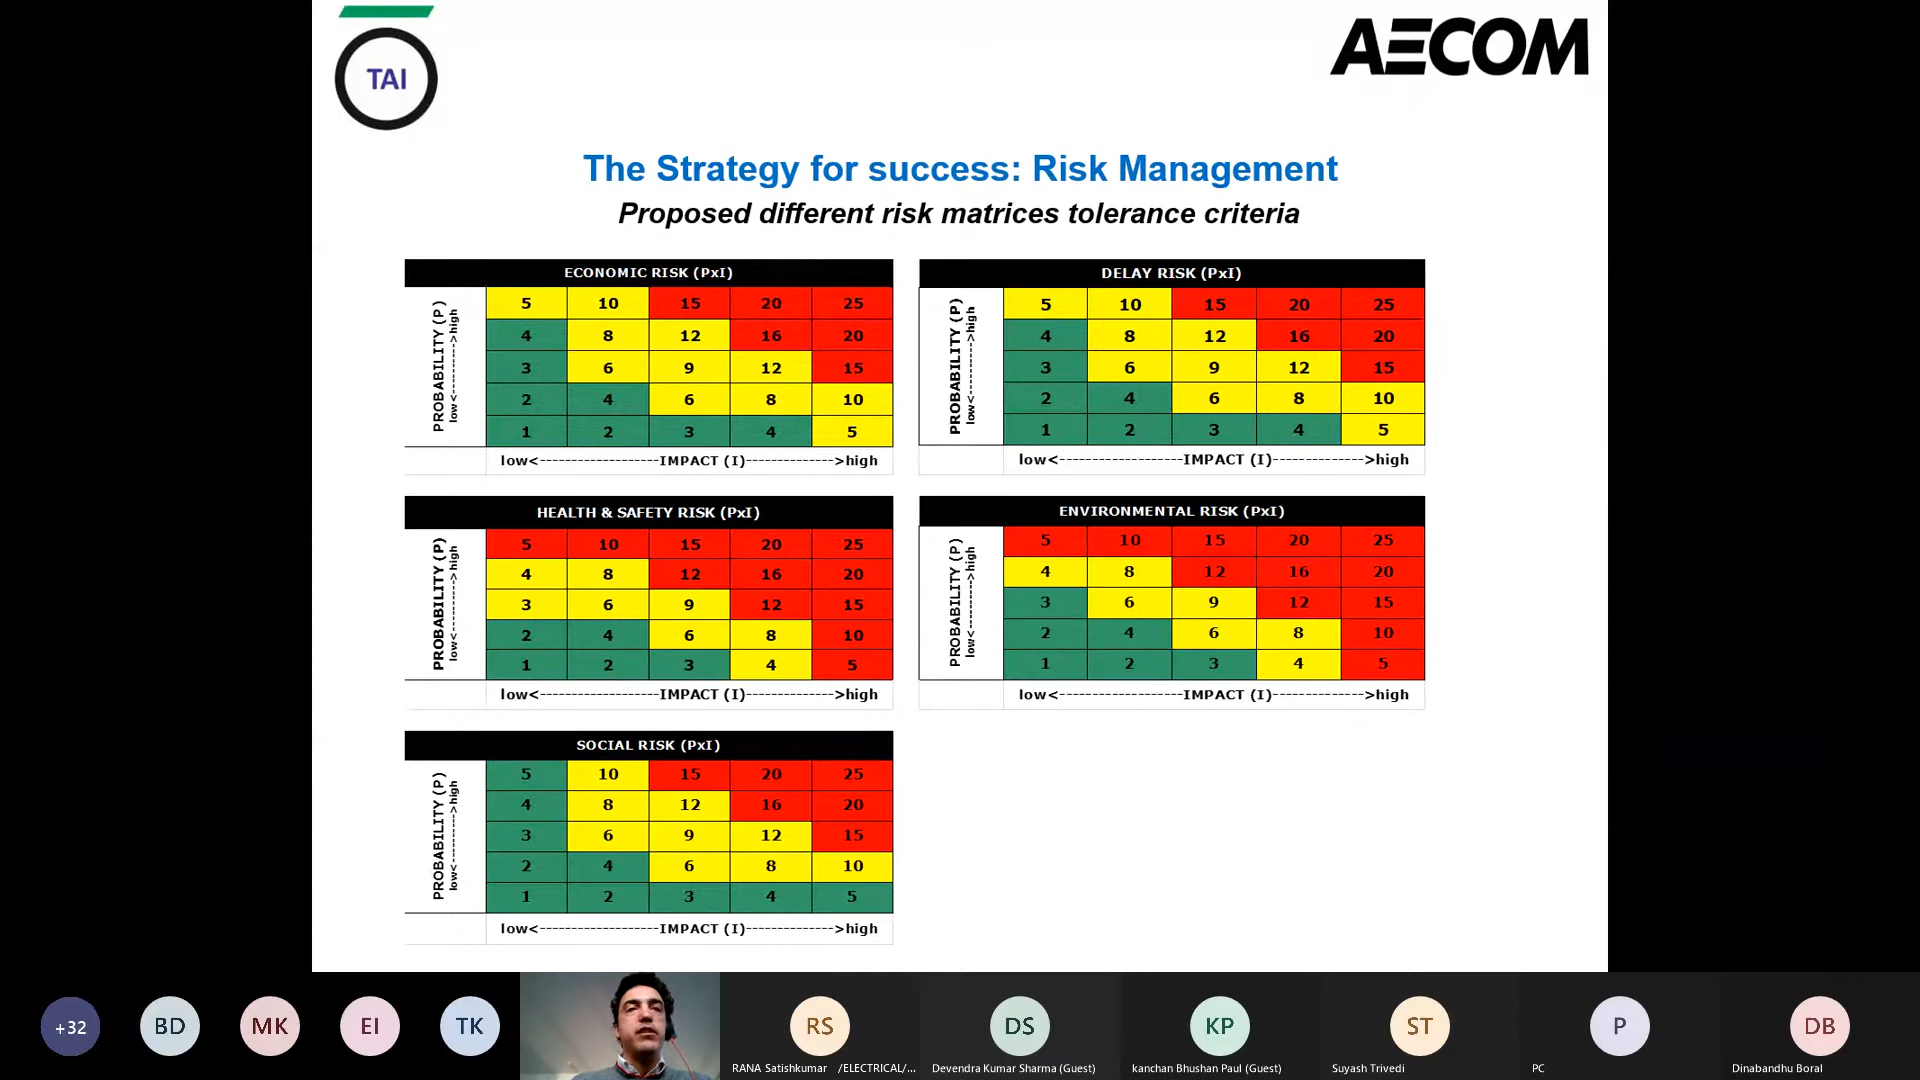 TAI
AECOM
The Strategy for success: Risk Management
Proposed different risk matrices tolerance criteria
ECONOMIC RISK (PxI)
PROBABILITY (P)
low<---------->high
5 10 15 20 25
4 8 12 16 20
3 6 9 12 15
2 4 6 8 10
1 2 3 4 5
low<-------------------IMPACT (I)-------------->high
DELAY RISK (PxI)
PROBABILITY (P)
low<---------->high
5 10 15 20 25
4 8 12 16 20
3 6 9 12 15
2 4 6 8 10
1 2 3 4 5
low<-------------------IMPACT (I)-------------->high
HEALTH & SAFETY RISK (PxI)
PROBABILITY (P)
low<----------> high
5 10 15 20 25
4 8 12 16 20
3 6 9 12 15
2 4 6 8 10
1 2 3 4 5
low<-------------------IMPACT (I)-------------->high
ENVIRONMENTAL RISK (PxI)
PROBABILITY (P)
low<---------->high
5 10 15 20 25
4 8 12 16 20
3 6 9 12 15
2 4 6 8 10
1 2 3 4 5
low<-------------------IMPACT (I)-------------->high
SOCIAL RISK (PxI)
PROBABILITY (P)
low<---------->high
5 10 15 20 25
4 8 12 16 20
3 6 9 12 15
2 4 6 8 10
1 2 3 4 5
low<-------------------IMPACT (I)-------------->high
+32
BD
MK
EI
TK
RS
RANA Satishkumar /ELECTRICAL/...
DS
Devendra Kumar Sharma (Guest)
KP
kanchan Bhushan Paul (Guest)
ST
Suyash Trivedi
P
PC
DB
Dinabandhu Boral